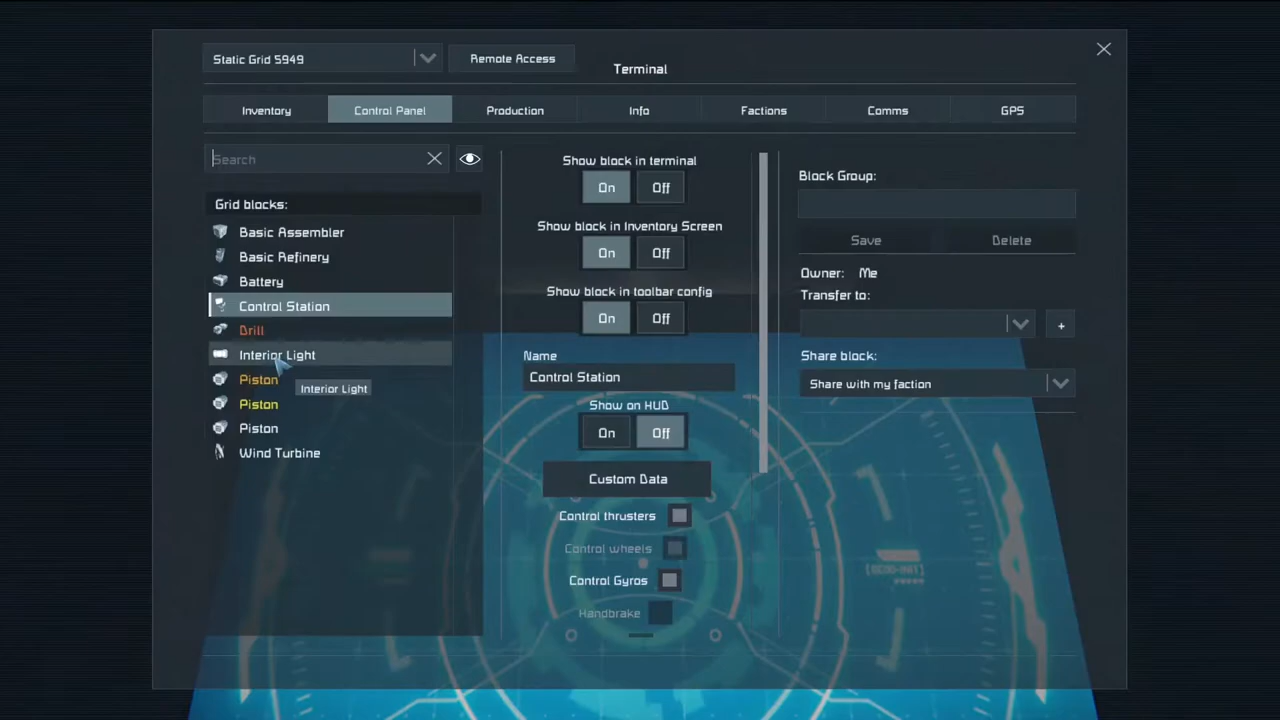 Static Grid 5949
Remote Access
Terminal
Inventory
Control Panel
Production
Info
Factions
Comms
GPS
Search
Grid blocks:
Basic Assembler
Basic Refinery
Battery
Control Station
Drill
Interior Light
Piston
Interior Light
Piston
Piston
Wind Turbine
Show block in terminal
On Off
Show block in Inventory Screen
On Off
Show block in toolbar config
On Off
Name
Control Station
Show on HUD
On Off
Custom Data
Control thrusters
Control wheels
Control Gyros
Handbrake
Block Group:
Save Delete
Owner: Me
Transfer to:
+
Share block:
Share with my faction